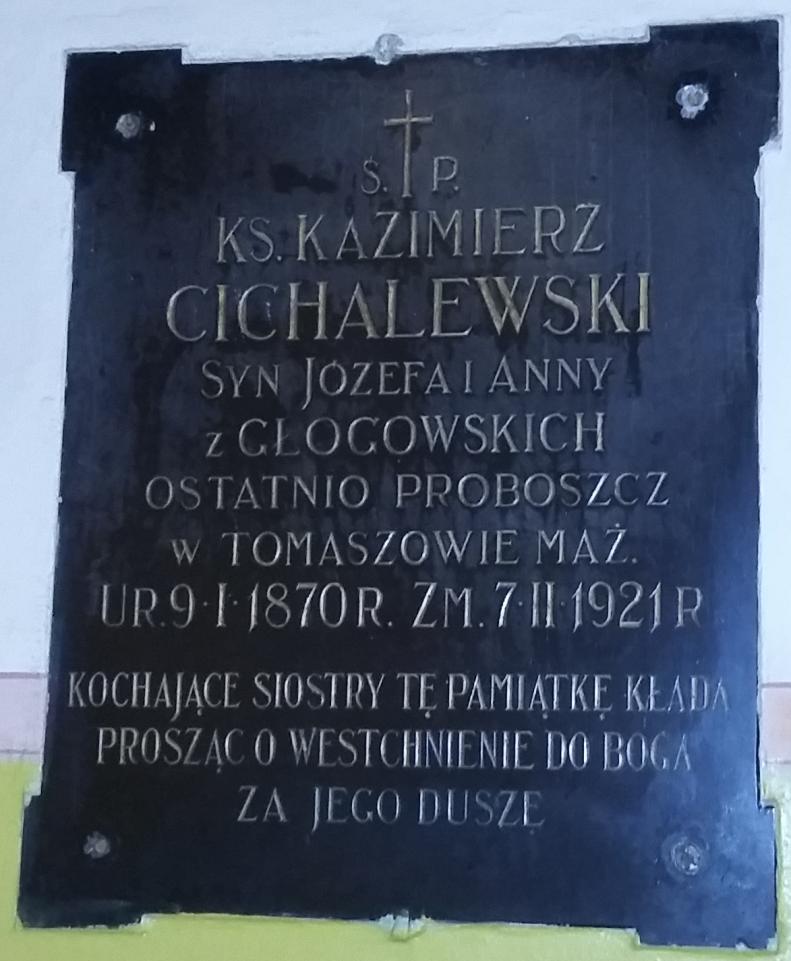 Ś. P.
KS. KAZIMIERZ
CICHALEWSKI
SYN JÓZEFA I ANNY
z GŁOGOWSKICH
OSTATNIO PROBOSZCZ
w TOMASZOWIE MAZ.
UR. 9·I·1870 R. ZM. 7·II·1921 R
KOCHAJĄCE SIOSTRY TĘ PAMIĄTKĘ KŁADĄ
PROSZĄC O WESTCHNIENIE DO BOGA
ZA JEGO DUSZĘ